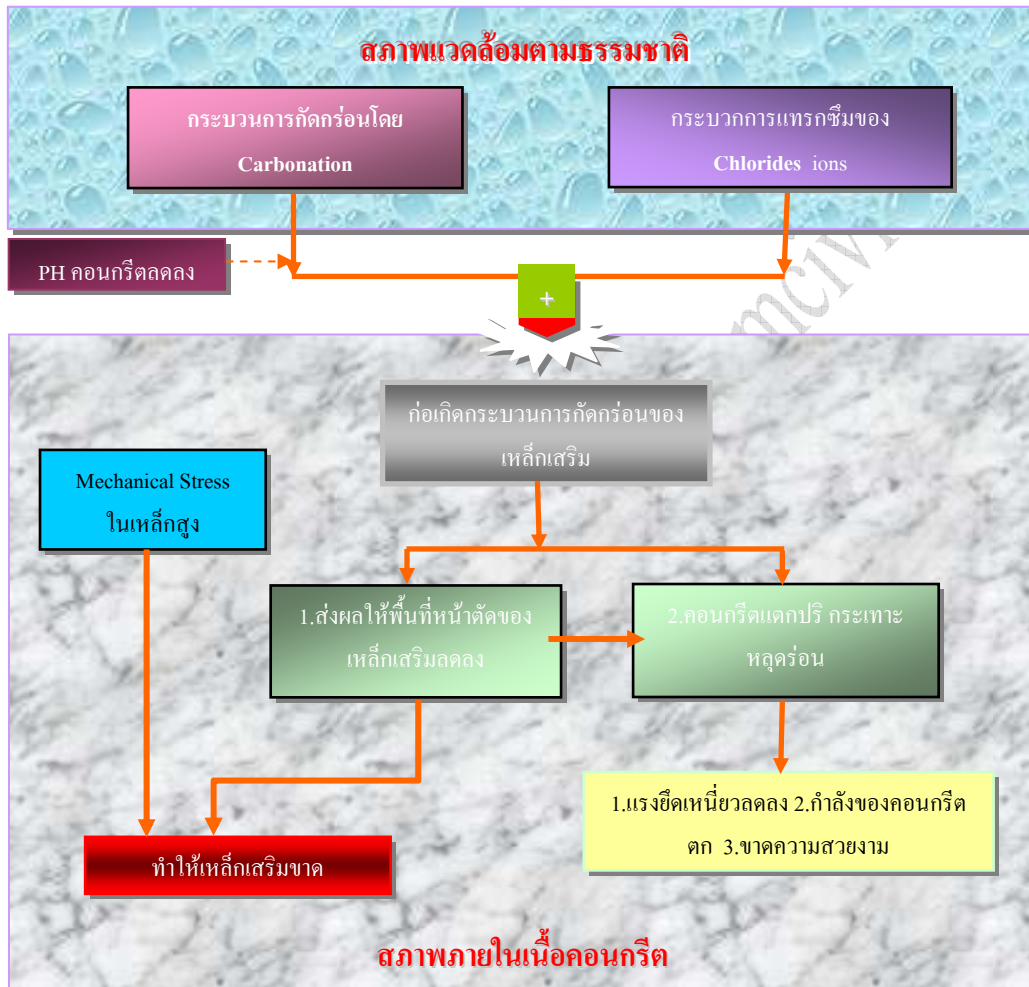 สภาพแวดล้อมตามธรรมชาติ
กระบวนการกัดกร่อนโดย
Carbonation
กระบวกการแทรกซึมของ
Chlorides ions
PH คอนกรีตลดลง
+
ก่อเกิดกระบวนการกัดกร่อนของ
เหล็กเสริม
Mechanical Stress
ในเหล็กสูง
1.ส่งผลให้พื้นที่หน้าตัดของ
เหล็กเสริมลดลง
2.คอนกรีตแตกปริ กระเทาะ
หลุดร่อน
1.แรงยึดเหนี่ยวลดลง 2.กำลังของคอนกรีต
ตก 3.ขาดความสวยงาม
ทำให้เหล็กเสริมขาด
สภาพภายในเนื้อคอนกรีต